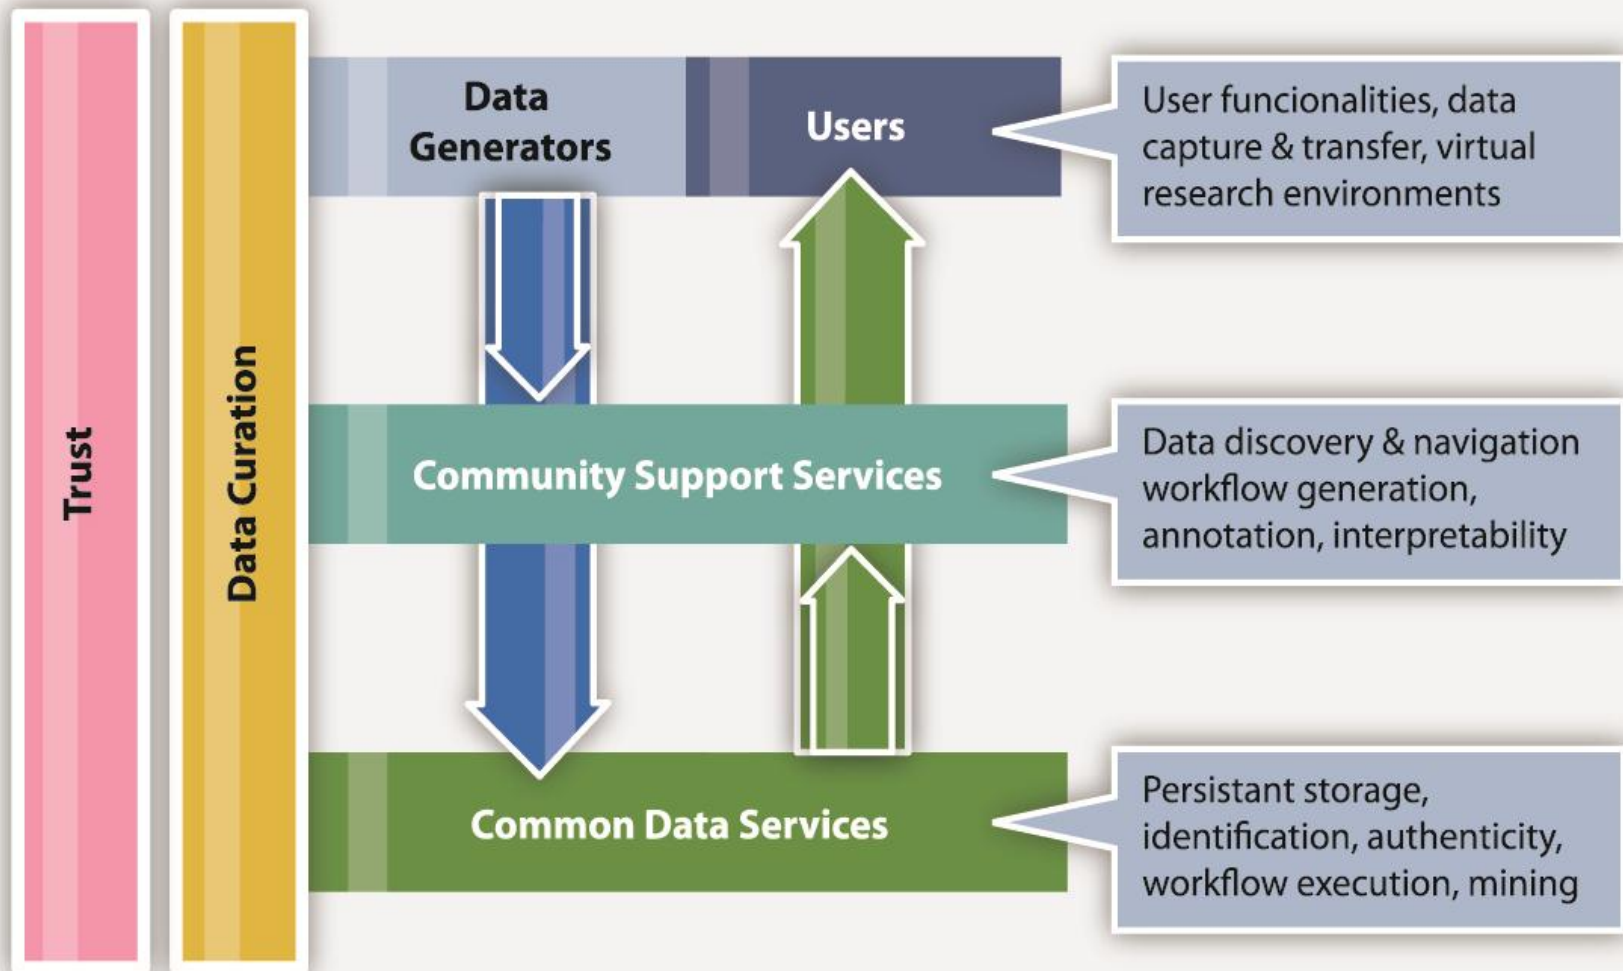 Trust
Data Curation
Data
Generators
Users
User funcionalities, data
capture & transfer, virtual
research environments
Community Support Services
Data discovery & navigation
workflow generation,
annotation, interpretability
Common Data Services
Persistant storage,
identification, authenticity,
workflow execution, mining